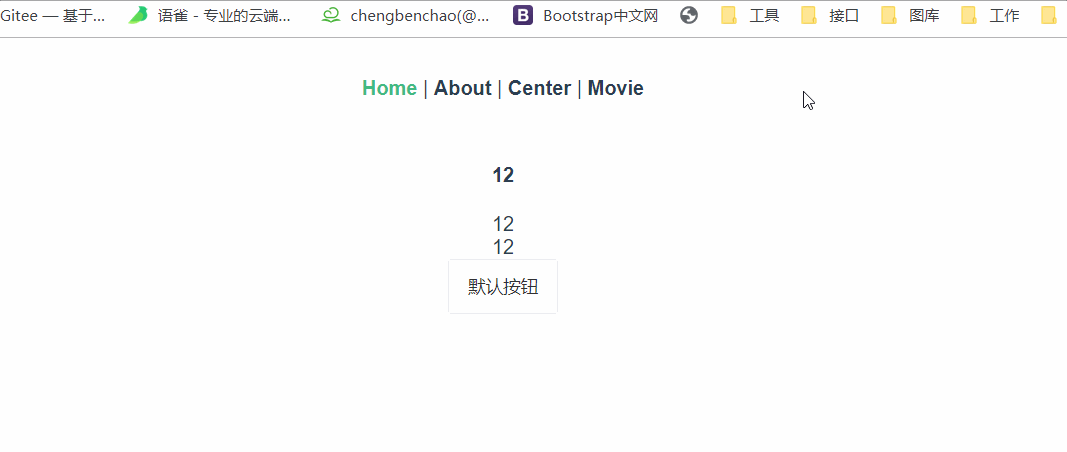 Gitee — 基于... 语雀 - 专业的云端... chengbenchao(@... B Bootstrap中文网 工具 接口 图库 工作
Home | About | Center | Movie
12
12
12
默认按钮